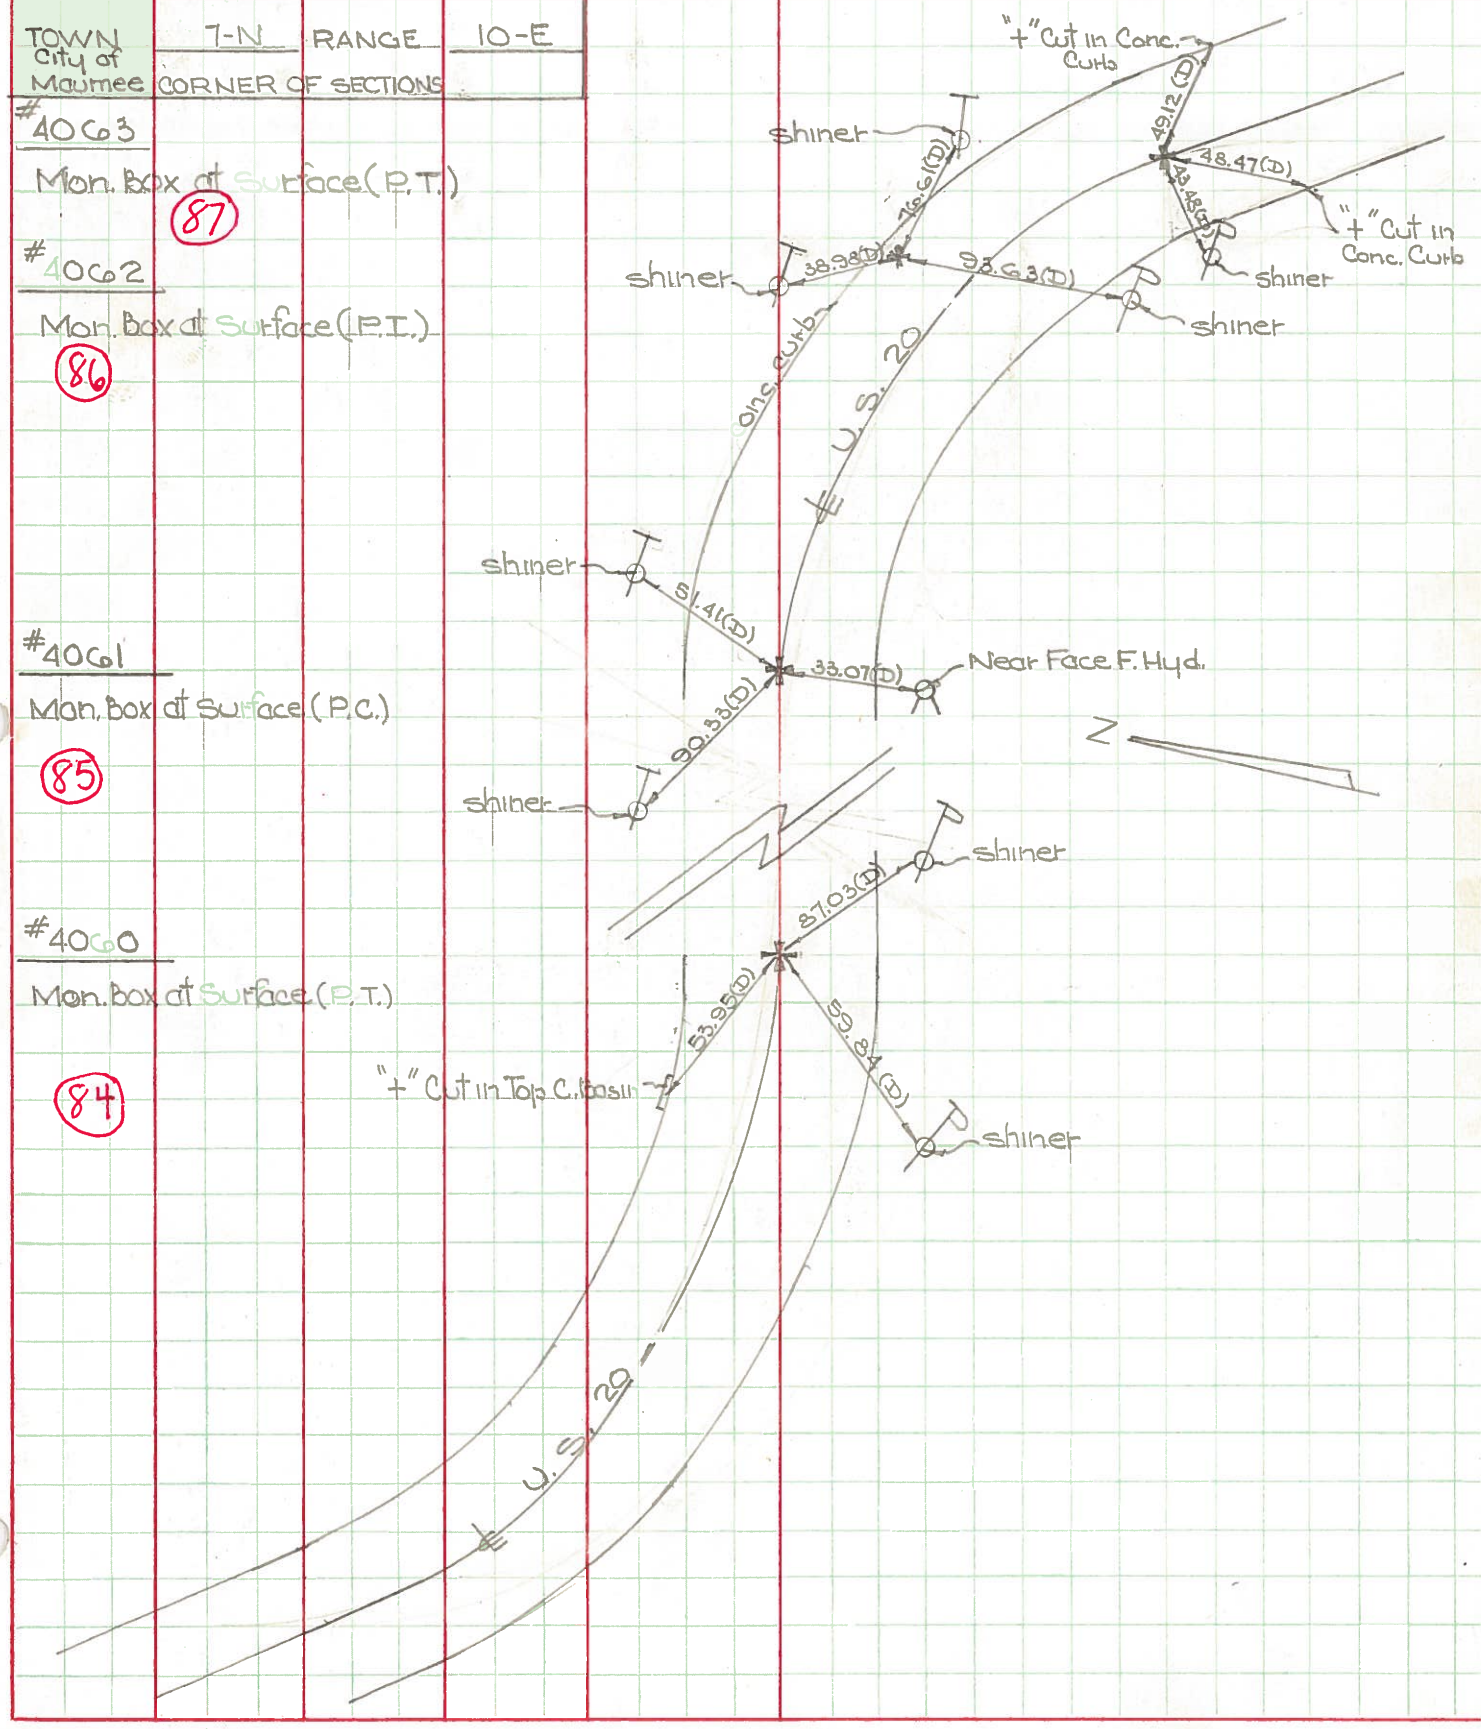 TOWN 7-N RANGE 10-E
City of
Maumee CORNER OF SECTIONS
#4063
Mon. Box at Surface (P.T.)
87
#4062
Mon. Box at Surface (P.I.)
86
#4061
Mon. Box at Surface (P.C.)
85
#4060
Mon. Box at Surface (P.T.)
84
"+" Cut in Conc.
Curb
49.12 (D)
shiner
76.61(D)
48.47(D)
43.48(D)
"+" Cut in
Conc. Curb
shiner
38.98(D)
93.63(D)
shiner
shiner
Conc. Curb
℄ U.S. 20
shiner
51.41(D)
33.07(D)
Near Face F. Hyd.
90.33(D)
shiner
N
shiner
87.03(D)
53.95(D)
59.84(D)
"+" Cut in Top C. basin
shiner
℄ U.S. 20